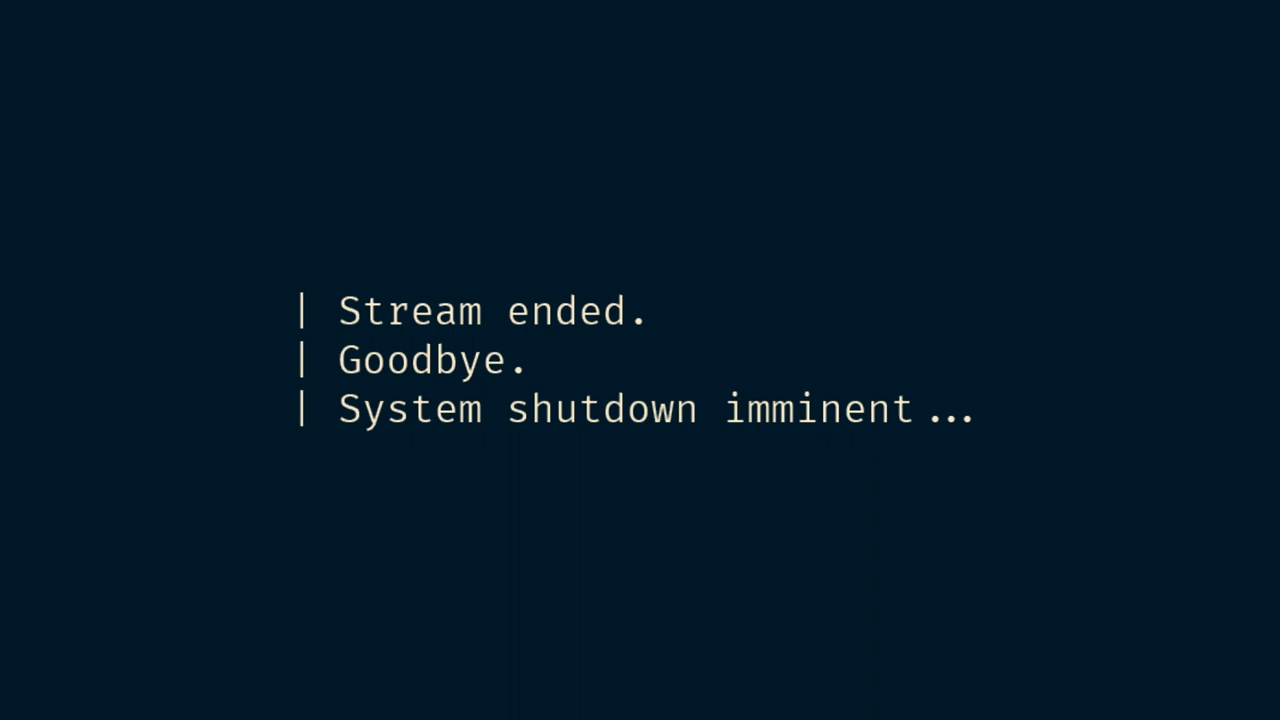 | Stream ended.
| Goodbye.
| System shutdown imminent...